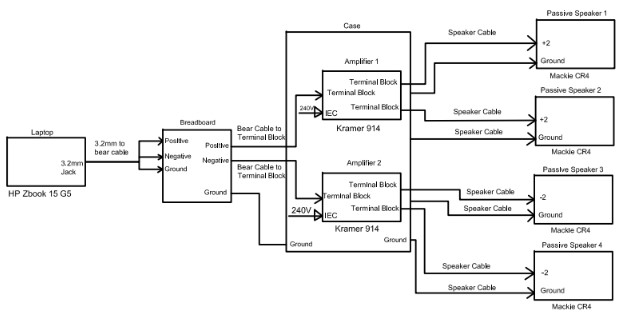 Laptop
3.2mm
Jack
HP Zbook 15 G5
3.2mm to
bear cable
Breadboard
Positive
Negative
Ground
Positive
Negative
Ground
Bear Cable to
Terminal Block
Bear Cable to
Terminal Block
Case
Amplifier 1
Terminal Block
Terminal Block
Terminal Block
240V
IEC
Kramer 914
Amplifier 2
Terminal Block
Terminal Block
Terminal Block
240V
IEC
Kramer 914
Ground
Ground
Speaker Cable
Speaker Cable
Speaker Cable
Speaker Cable
Speaker Cable
Speaker Cable
Speaker Cable
Speaker Cable
Passive Speaker 1
+2
Ground
Mackie CR4
Passive Speaker 2
+2
Ground
Mackie CR4
Passive Speaker 3
-2
Ground
Mackie CR4
Passive Speaker 4
-2
Ground
Mackie CR4